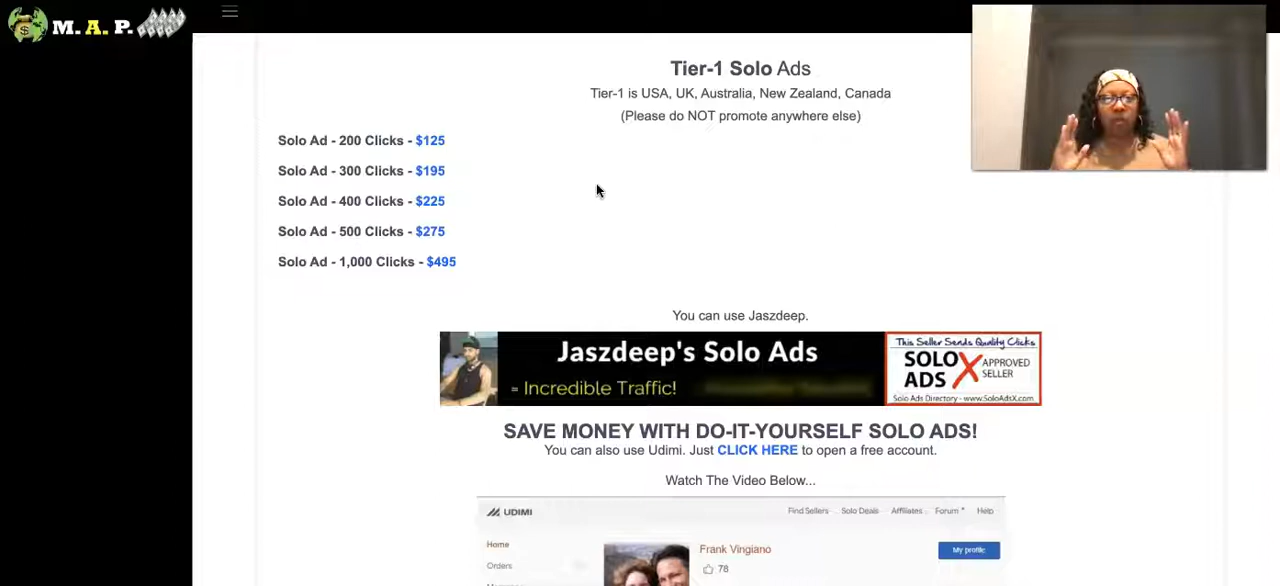 M. A. P.
Tier-1 Solo Ads
Tier-1 is USA, UK, Australia, New Zealand, Canada
(Please do NOT promote anywhere else)
Solo Ad - 200 Clicks - $125
Solo Ad - 300 Clicks - $195
Solo Ad - 400 Clicks - $225
Solo Ad - 500 Clicks - $275
Solo Ad - 1,000 Clicks - $495
You can use Jaszdeep.
Jaszdeep's Solo Ads
= Incredible Traffic!
This Seller Sends Quality Clicks
SOLO ADS X APPROVED SELLER
Solo Ads Directory - www.SoloAdsX.com
SAVE MONEY WITH DO-IT-YOURSELF SOLO ADS!
You can also use Udimi. Just CLICK HERE to open a free account.
Watch The Video Below...
UDIMI
Find Sellers Solo Deals Affiliates Forum Help
Home
Frank Vingiano
My profile
Orders
78